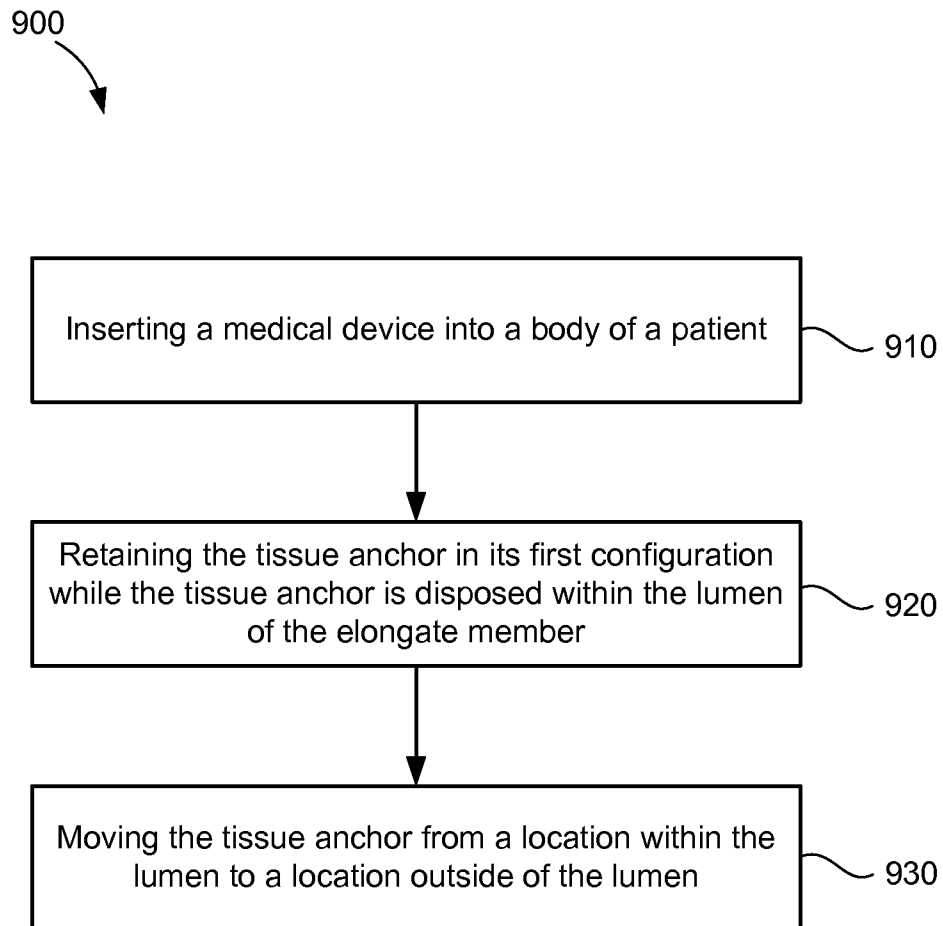 900
Inserting a medical device into a body of a patient
910
Retaining the tissue anchor in its first configuration
while the tissue anchor is disposed within the lumen
of the elongate member
920
Moving the tissue anchor from a location within the
lumen to a location outside of the lumen
930